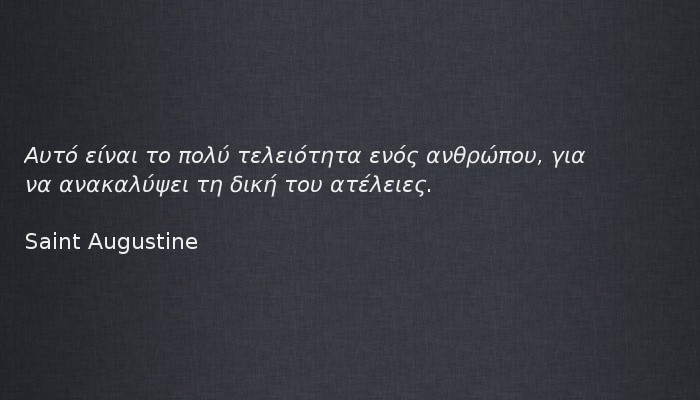 Αυτό είναι το πολύ τελειότητα ενός ανθρώπου, για
να ανακαλύψει τη δική του ατέλειες.
Saint Augustine